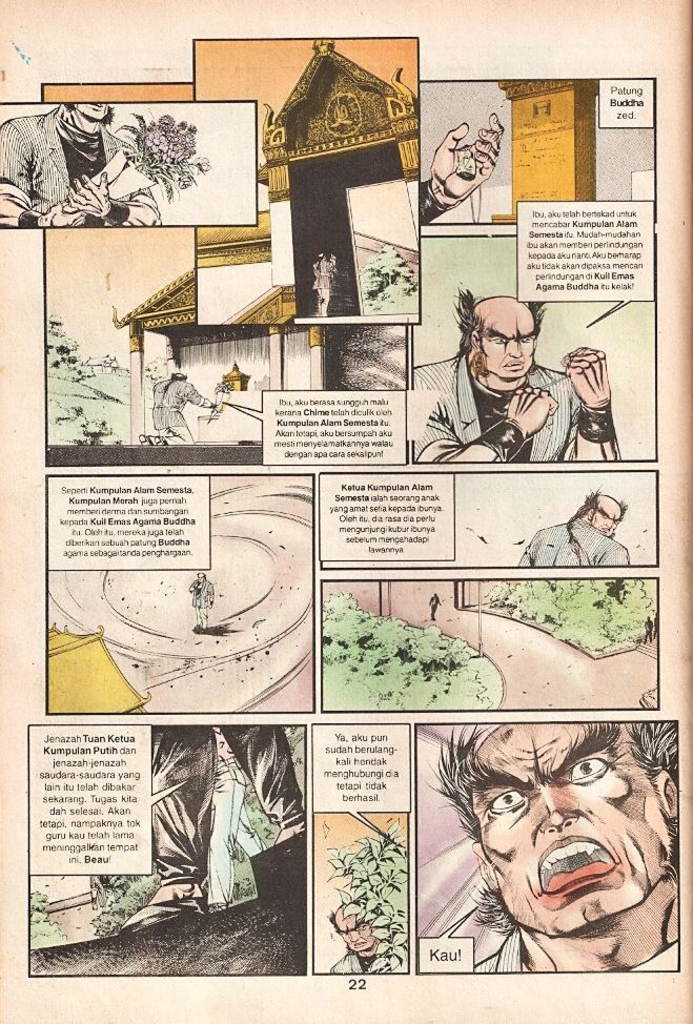 Patung
Buddha
zed.
Ibu, aku telah bertekad untuk
mencabar Kumpulan Alam
Semesta itu. Mudah-mudahan
ibu akan memberi perlindungan
kepada aku nanti. Aku berharap
aku tidak akan dipaksa mencari
perlindungan di Kuil Emas
Agama Buddha itu kelak!
Ibu, aku berasa sungguh malu
kerana Chime telah diculik oleh
Kumpulan Alam Semesta itu.
Akan tetapi, aku bersumpah aku
mesti menyelamatkannya walau
dengan apa cara sekalipun!
Seperti Kumpulan Alam Semesta,
Kumpulan Merah juga pernah
memberi derma dan sumbangan
kepada Kuil Emas Agama Buddha
itu. Oleh itu, mereka juga telah
diberikan sebuah patung Buddha
agama sebagai tanda penghargaan.
Ketua Kumpulan Alam
Semesta ialah seorang anak
yang amat setia kepada ibunya.
Oleh itu, dia rasa dia perlu
mengunjungi kubur ibunya
sebelum mengahadapi
lawannya.
Jenazah Tuan Ketua
Kumpulan Putih dan
jenazah-jenazah
saudara-saudara yang
lain itu telah dibakar
sekarang. Tugas kita
dah selesai. Akan
tetapi, nampaknya tok
guru kau telah lama
meninggalkan tempat
ini, Beau!
Ya, aku pun
sudah berulang-
kali hondak
menghubungi dia
tetapi tidak
berhasil.
Kau!
22